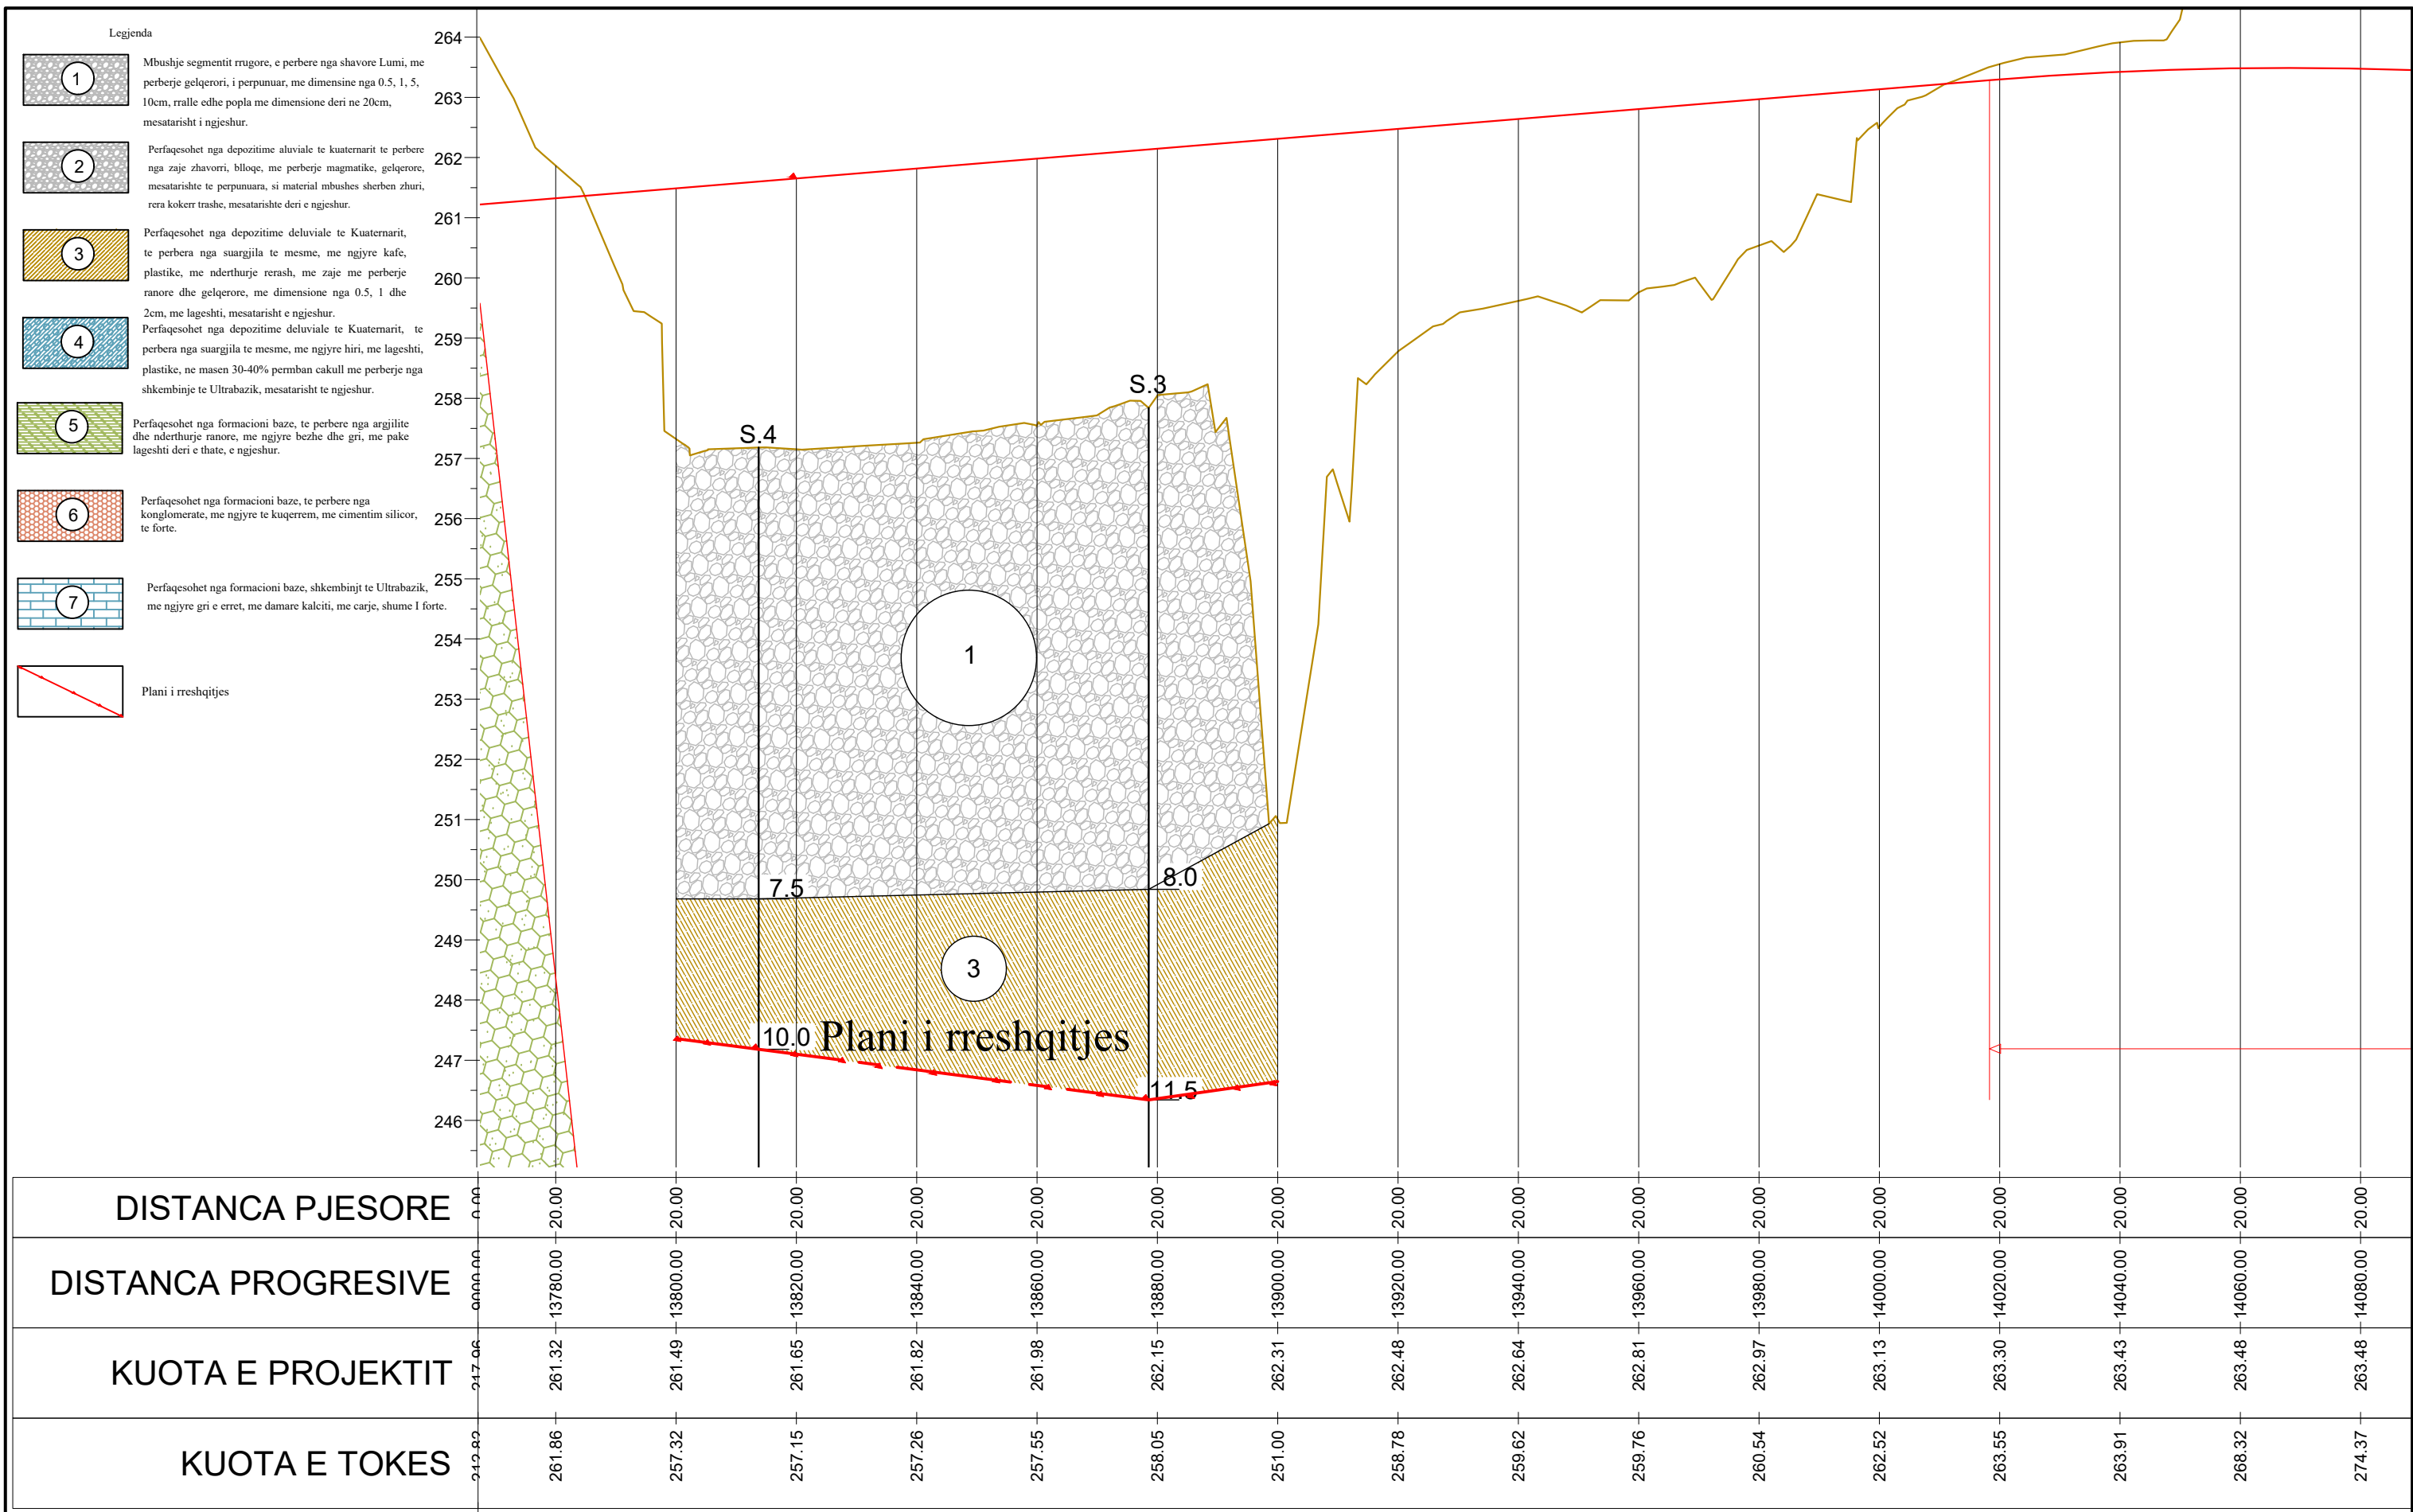 Legjenda
1
Mbushje segmentit rrugore, e perbere nga shavore Lumi, me
perberje gelqerori, i perpunuar, me dimensine nga 0.5, 1, 5,
10cm, rralle edhe popla me dimensione deri ne 20cm,
mesatarisht i ngjeshur.
2
Perfaqesohet nga depozitime aluviale te kuaternarit te perbere
nga zaje zhavorri, blloqe, me perberje magmatike, gelqerore,
mesatarishte te perpunuara, si material mbushes sherben zhuri,
rera kokerr trashe, mesatarishte deri e ngjeshur.
3
Perfaqesohet nga depozitime deluviale te Kuaternarit,
te perbera nga suargjila te mesme, me ngjyre kafe,
plastike, me nderthurje rerash, me zaje me perberje
ranore dhe gelqerore, me dimensione nga 0.5, 1 dhe
2cm, me lageshti, mesatarisht e ngjeshur.
4
Perfaqesohet nga depozitime deluviale te Kuaternarit, te
perbera nga suargjila te mesme, me ngjyre hiri, me lageshti,
plastike, ne masen 30-40% permban cakull me perberje nga
shkembinje te Ultrabazik, mesatarisht te ngjeshur.
5
Perfaqesohet nga formacioni baze, te perbere nga argjilite
dhe nderthurje ranore, me ngjyre bezhe dhe gri, me pake
lageshti deri e thate, e ngjeshur.
6
Perfaqesohet nga formacioni baze, te perbere nga
konglomerate, me ngjyre te kuqerrem, me cimentim silicor,
te forte.
7
Perfaqesohet nga formacioni baze, shkembinjt te Ultrabazik,
me ngjyre gri e erret, me damare kalciti, me carje, shume I forte.
Plani i rreshqitjes
264
263
262
261
260
259
258
257
256
255
254
253
252
251
250
249
248
247
246
S.4
S.3
1
7.5
8.0
3
10.0
Plani i rreshqitjes
11.5
DISTANCA PJESORE 0.00 20.00 20.00 20.00 20.00 20.00 20.00 20.00 20.00 20.00 20.00 20.00 20.00 20.00 20.00 20.00 20.00
DISTANCA PROGRESIVE 13780.00 13800.00 13820.00 13840.00 13860.00 13880.00 139000.00 139220.00 139440.00 139660.00 139880.00 140000.00 140220.00 140440.00 140660.00 140880.00
KUOTA E PROJEKTIT 261.32 261.49 261.65 261.82 261.98 262.15 262.31 262.48 262.64 262.81 262.97 263.13 263.30 263.43 263.48 263.48
KUOTA E TOKES 261.86 257.32 257.15 257.26 257.55 258.05 251.00 258.78 259.62 259.76 260.54 262.52 263.55 263.91 268.32 274.37